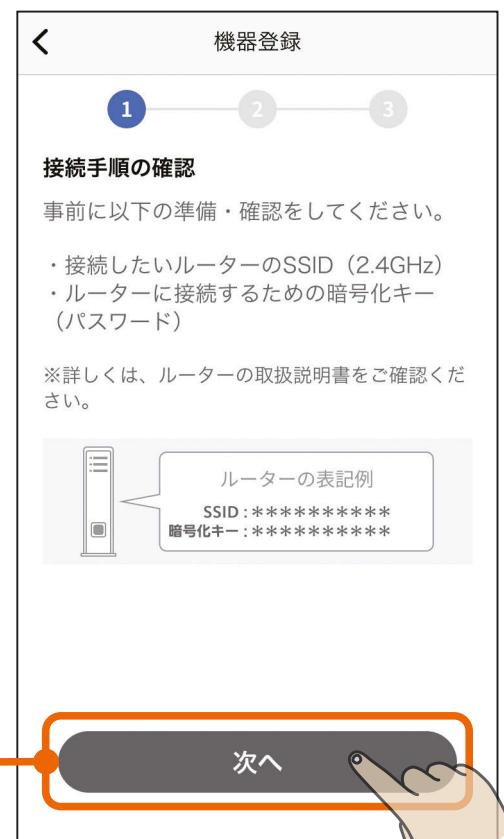 機器登録
1 2 3
接続手順の確認
事前に以下の準備・確認をしてください。
・接続したいルーターのSSID（2.4GHz）
・ルーターに接続するための暗号化キー
（パスワード）
※詳しくは、ルーターの取扱説明書をご確認くだ
さい。
ルーターの表記例
SSID：**********
暗号化キー：**********
次へ